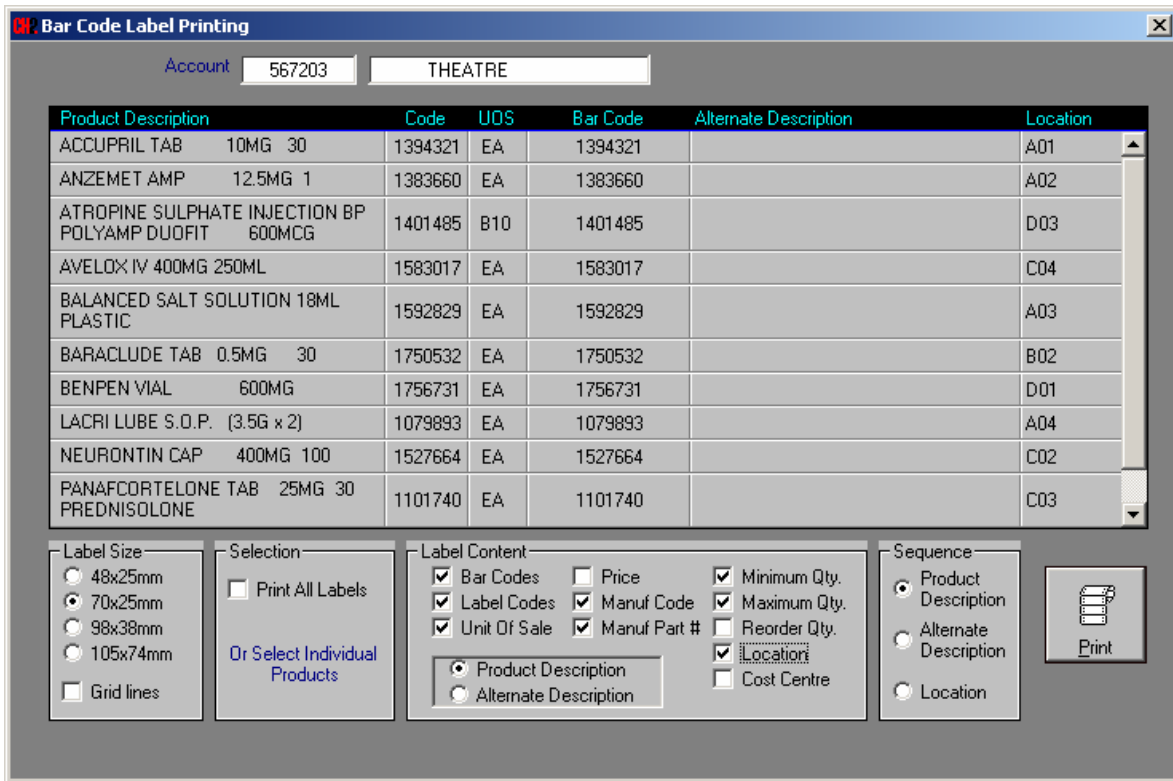 CH2. Bar Code Label Printing
Account 567203 THEATRE
Product Description Code UOS Bar Code Alternate Description Location
ACCUPRIL TAB 10MG 30 1394321 EA 1394321 A01
ANZEMET AMP 12.5MG 1 1383660 EA 1383660 A02
ATROPINE SULPHATE INJECTION BP
POLYAMP DUOFIT 600MCG 1401485 B10 1401485 D03
AVELOX IV 400MG 250ML 1583017 EA 1583017 C04
BALANCED SALT SOLUTION 18ML
PLASTIC 1592829 EA 1592829 A03
BARACLUDE TAB 0.5MG 30 1750532 EA 1750532 B02
BENPEN VIAL 600MG 1756731 EA 1756731 D01
LACRI LUBE S.O.P. (3.5G x 2) 1079893 EA 1079893 A04
NEURONTIN CAP 400MG 100 1527664 EA 1527664 C02
PANAFCORTELONE TAB 25MG 30
PREDNISOLONE 1101740 EA 1101740 C03
Label Size
48x25mm
70x25mm
98x38mm
105x74mm
Grid lines
Selection
Print All Labels
Or Select Individual
Products
Label Content
Bar Codes Price Minimum Qty.
Label Codes Manuf Code Maximum Qty.
Unit Of Sale Manuf Part # Reorder Qty.
Location
Cost Centre
Product Description
Alternate Description
Sequence
Product
Description
Alternate
Description
Location
Print